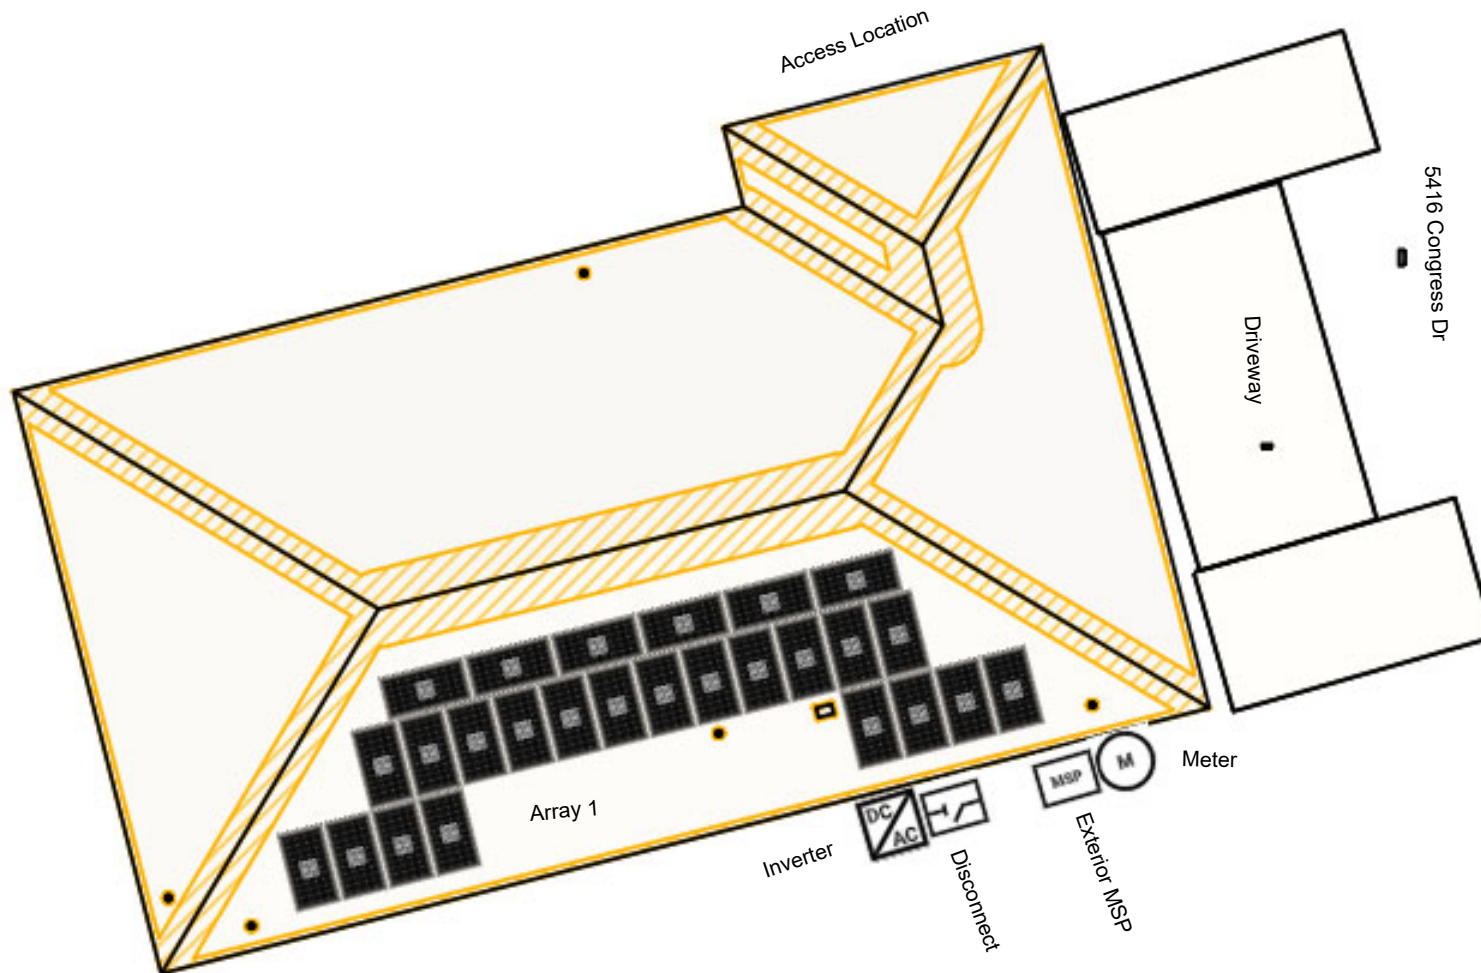 Access Location
5416 Congress Dr
Driveway
Array 1
DC
AC
MSP
M
Meter
Inverter
Disconnect
Exterior MSP